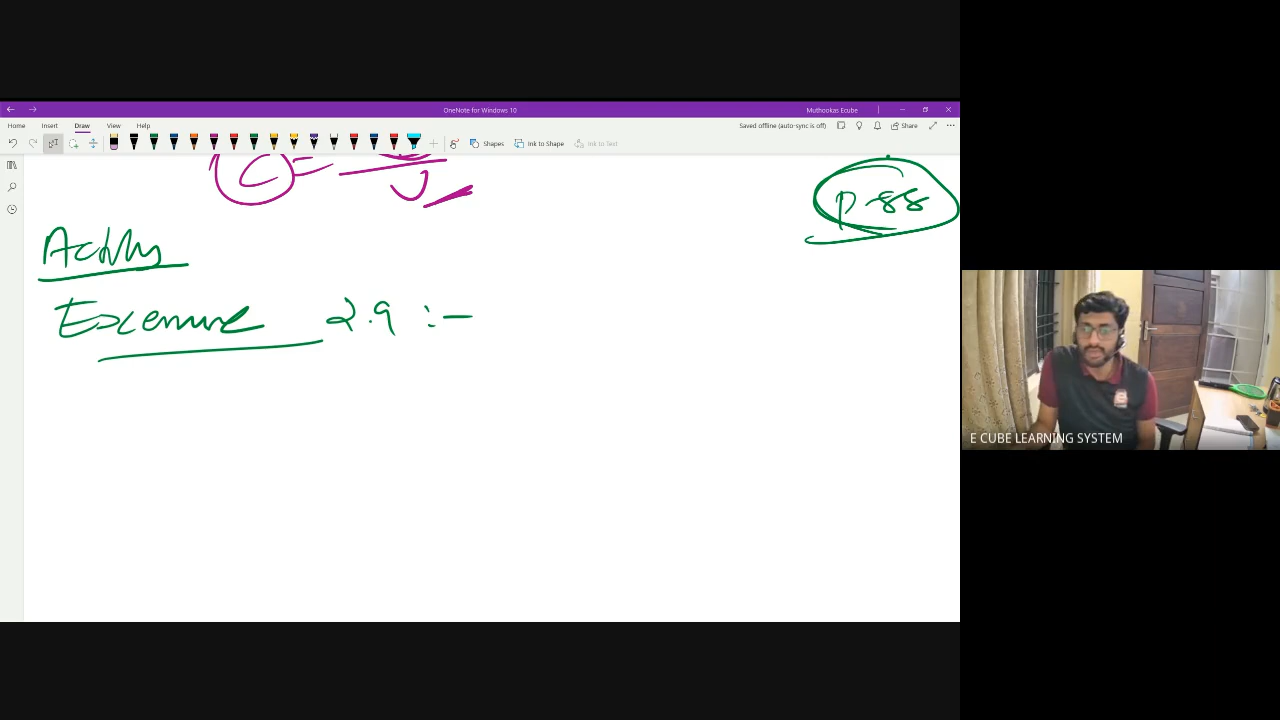 OneNote for Windows 10
Muthookas Ecube
Home Insert Draw View Help
Saved offline (auto-sync is off) Share
Shapes Ink to Shape Ink to Text
C =
P-88
Activity
Excercise 2.9 :-
E CUBE LEARNING SYSTEM